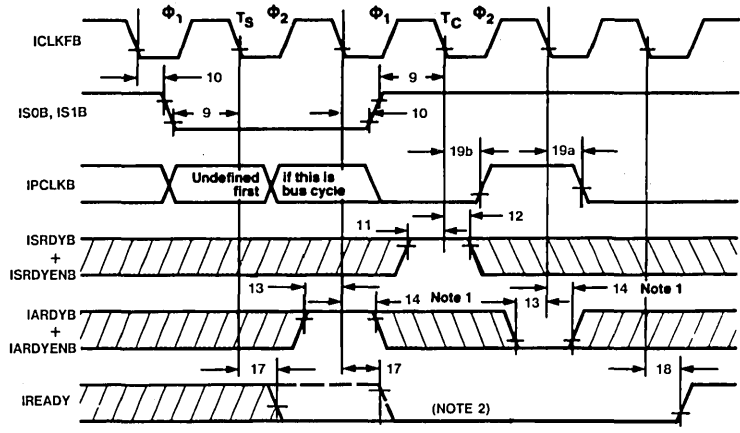 Φ1 TS Φ2 Φ1 TC Φ2
ICLKFB
10 9
IS0B, IS1B 9 10
19b 19a
IPCLKB Undefined if this is
first bus cycle
11 12
ISRDYB
+
ISRDYENB
13 14 Note 1 13 14 Note 1
IARDYB
+
IARDYENB
17 17 18
IREADY (NOTE 2)